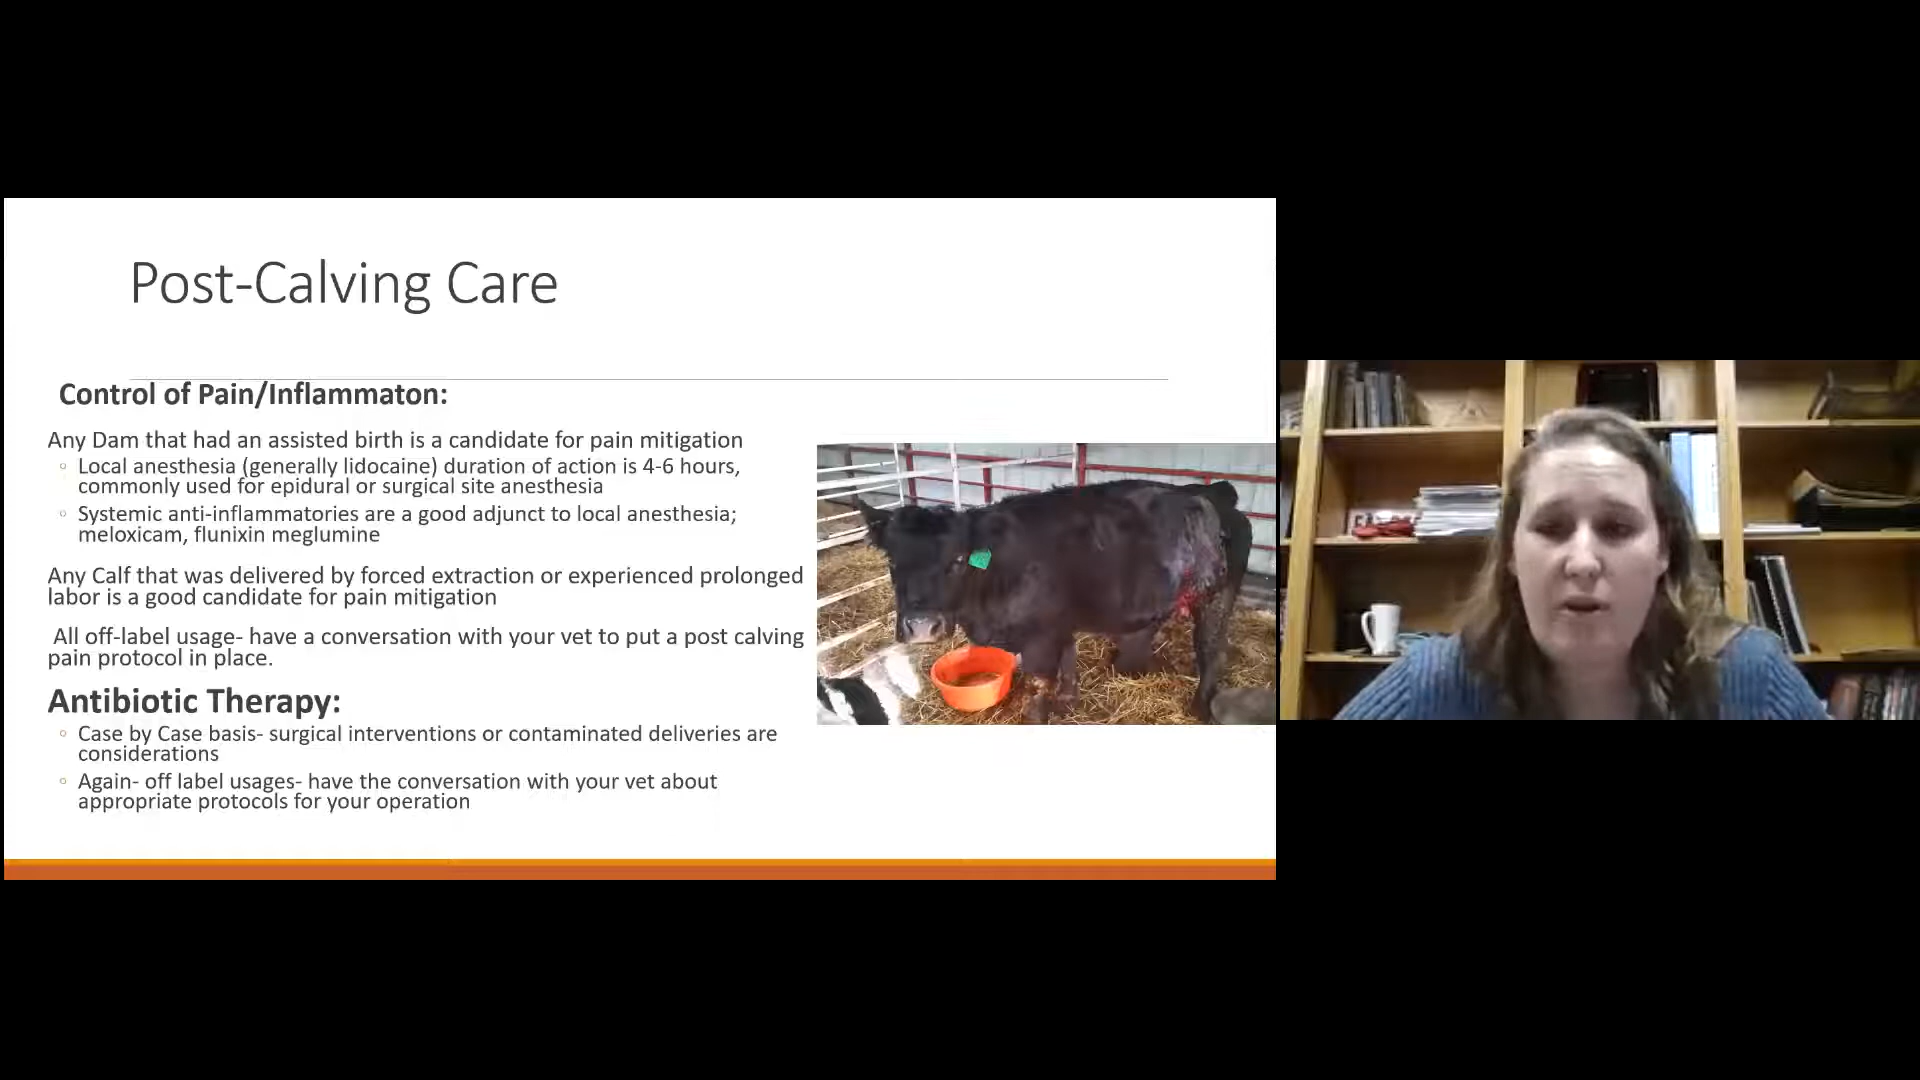 Post-Calving Care
Control of Pain/Inflammaton:
Any Dam that had an assisted birth is a candidate for pain mitigation
◦ Local anesthesia (generally lidocaine) duration of action is 4-6 hours,
commonly used for epidural or surgical site anesthesia
◦ Systemic anti-inflammatories are a good adjunct to local anesthesia;
meloxicam, flunixin meglumine
Any Calf that was delivered by forced extraction or experienced prolonged
labor is a good candidate for pain mitigation
All off-label usage- have a conversation with your vet to put a post calving
pain protocol in place.
Antibiotic Therapy:
◦ Case by Case basis- surgical interventions or contaminated deliveries are
considerations
◦ Again- off label usages- have the conversation with your vet about
appropriate protocols for your operation